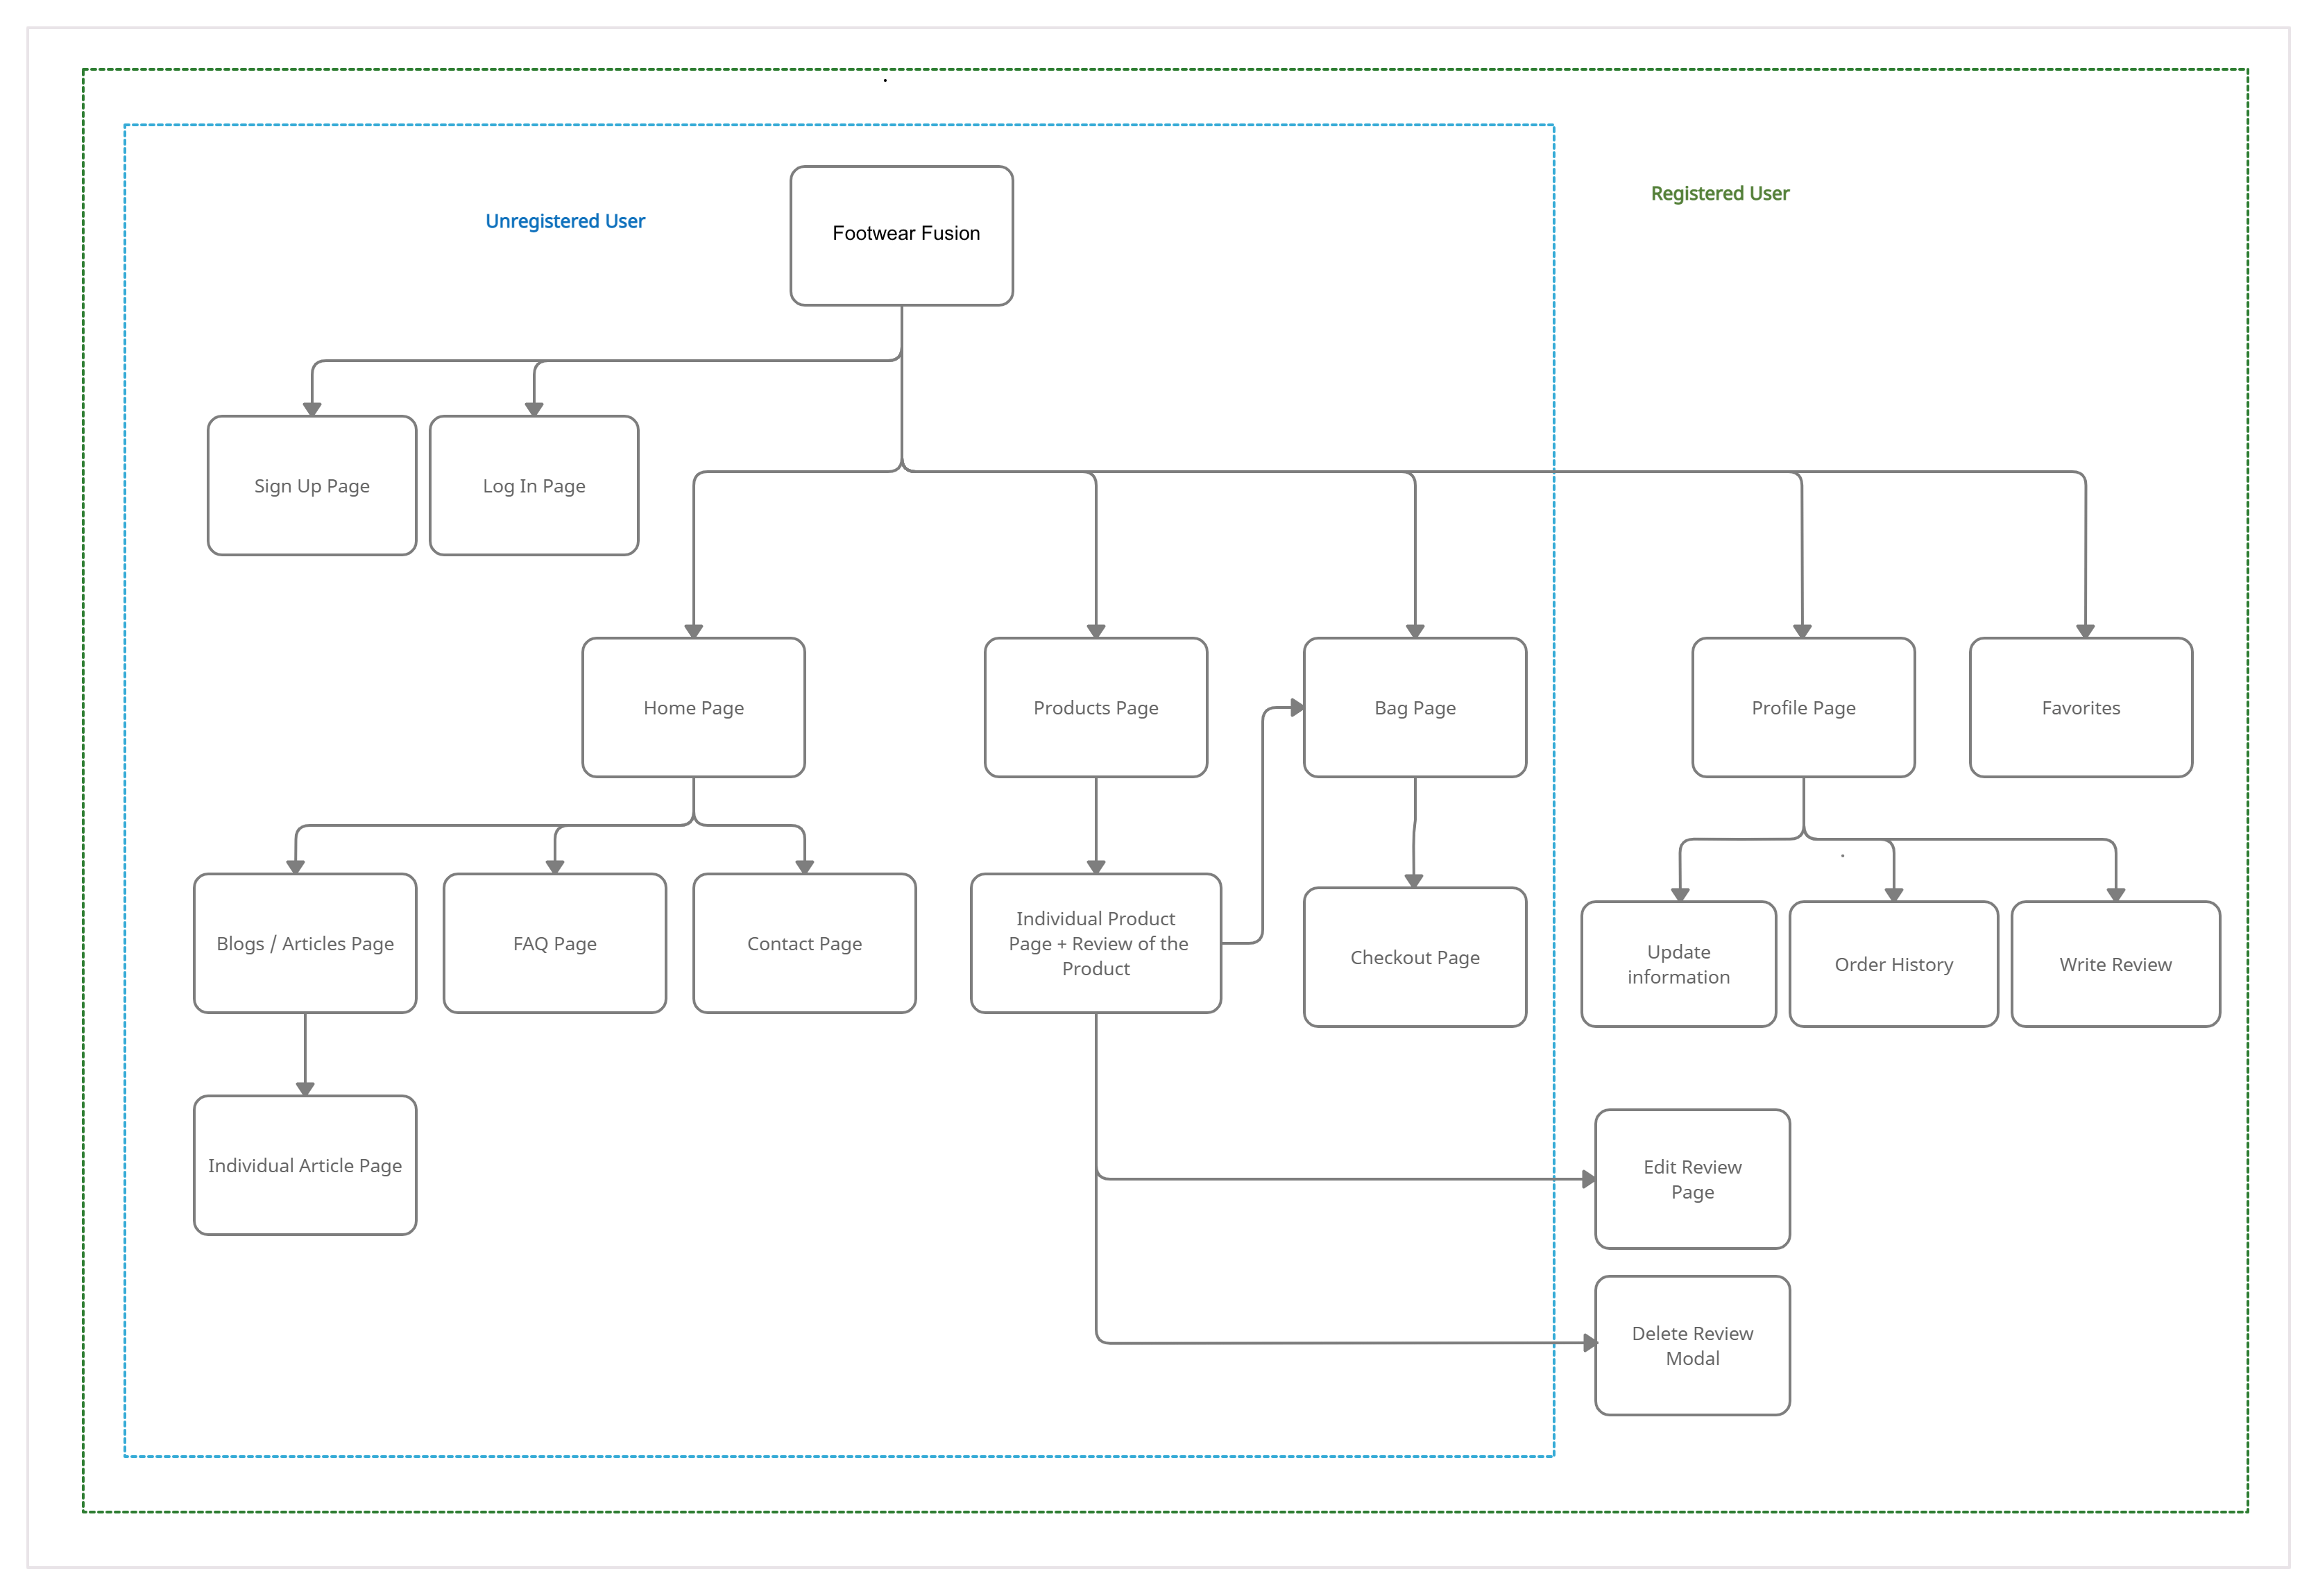 Registered User
Unregistered User
Footwear Fusion
Sign Up Page
Log In Page
Home Page
Products Page
Bag Page
Profile Page
Favorites
Blogs / Articles Page
FAQ Page
Contact Page
Individual Product
Page + Review of the
Product
Checkout Page
Update
information
Order History
Write Review
Individual Article Page
Edit Review
Page
Delete Review
Modal